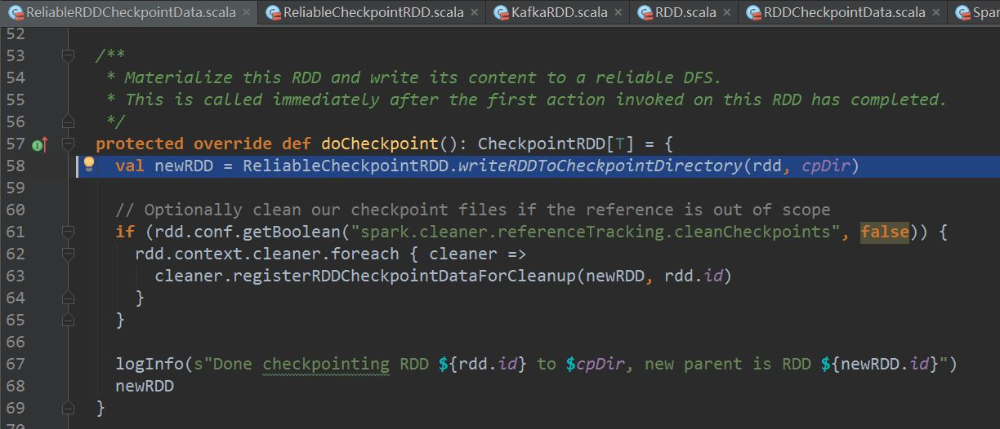 ReliableRDDCheckpointData.scala × ReliableCheckpointRDD.scala × KafkaRDD.scala × RDD.scala × RDDCheckpointData.scala × Spar
52
53 /**
54 * Materialize this RDD and write its content to a reliable DFS.
55 * This is called immediately after the first action invoked on this RDD has completed.
56 */
57 protected override def doCheckpoint(): CheckpointRDD[T] = {
58 val newRDD = ReliableCheckpointRDD.writeRDDToCheckpointDirectory(rdd, cpDir)
59
60 // Optionally clean our checkpoint files if the reference is out of scope
61 if (rdd.conf.getBoolean("spark.cleaner.referenceTracking.cleanCheckpoints", false)) {
62 rdd.context.cleaner.foreach { cleaner =>
63 cleaner.registerRDDCheckpointDataForCleanup(newRDD, rdd.id)
64 }
65 }
66
67 logInfo(s"Done checkpointing RDD ${rdd.id} to $cpDir, new parent is RDD ${newRDD.id}")
68 newRDD
69 }
70